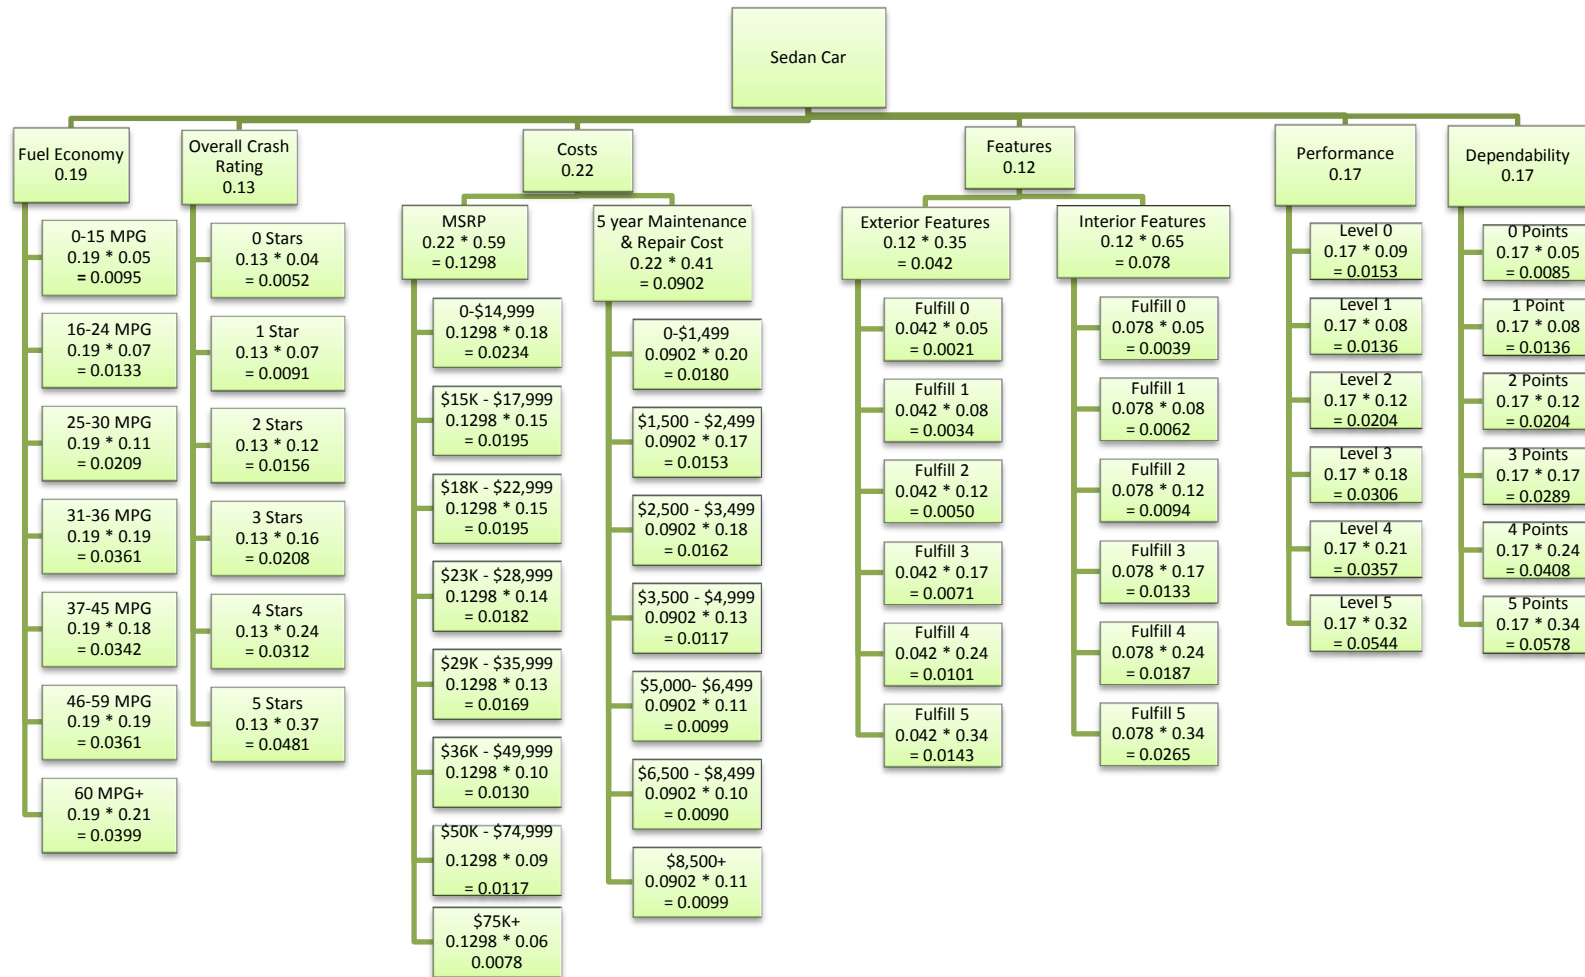 Sedan Car
Fuel Economy
0.19
0-15 MPG
0.19 * 0.05
= 0.0095
16-24 MPG
0.19 * 0.07
= 0.0133
25-30 MPG
0.19 * 0.11
= 0.0209
31-36 MPG
0.19 * 0.19
= 0.0361
37-45 MPG
0.19 * 0.18
= 0.0342
46-59 MPG
0.19 * 0.19
= 0.0361
60 MPG+
0.19 * 0.21
= 0.0399
Overall Crash
Rating
0.13
0 Stars
0.13 * 0.04
= 0.0052
1 Star
0.13 * 0.07
= 0.0091
2 Stars
0.13 * 0.12
= 0.0156
3 Stars
0.13 * 0.16
= 0.0208
4 Stars
0.13 * 0.24
= 0.0312
5 Stars
0.13 * 0.37
= 0.0481
Costs
0.22
MSRP
0.22 * 0.59
= 0.1298
0-$14,999
0.1298 * 0.18
= 0.0234
$15K - $17,999
0.1298 * 0.15
= 0.0195
$18K - $22,999
0.1298 * 0.15
= 0.0195
$23K - $28,999
0.1298 * 0.14
= 0.0182
$29K - $35,999
0.1298 * 0.13
= 0.0169
$36K - $49,999
0.1298 * 0.10
= 0.0130
$50K - $74,999
0.1298 * 0.09
= 0.0117
$75K+
0.1298 * 0.06
0.0078
5 year Maintenance
& Repair Cost
0.22 * 0.41
= 0.0902
0-$1,499
0.0902 * 0.20
= 0.0180
$1,500 - $2,499
0.0902 * 0.17
= 0.0153
$2,500 - $3,499
0.0902 * 0.18
= 0.0162
$3,500 - $4,999
0.0902 * 0.13
= 0.0117
$5,000- $6,499
0.0902 * 0.11
= 0.0099
$6,500 - $8,499
0.0902 * 0.10
= 0.0090
$8,500+
0.0902 * 0.11
= 0.0099
Features
0.12
Exterior Features
0.12 * 0.35
= 0.042
Fulfill 0
0.042 * 0.05
= 0.0021
Fulfill 1
0.042 * 0.08
= 0.0034
Fulfill 2
0.042 * 0.12
= 0.0050
Fulfill 3
0.042 * 0.17
= 0.0071
Fulfill 4
0.042 * 0.24
= 0.0101
Fulfill 5
0.042 * 0.34
= 0.0143
Interior Features
0.12 * 0.65
= 0.078
Fulfill 0
0.078 * 0.05
= 0.0039
Fulfill 1
0.078 * 0.08
= 0.0062
Fulfill 2
0.078 * 0.12
= 0.0094
Fulfill 3
0.078 * 0.17
= 0.0133
Fulfill 4
0.078 * 0.24
= 0.0187
Fulfill 5
0.078 * 0.34
= 0.0265
Performance
0.17
Level 0
0.17 * 0.09
= 0.0153
Level 1
0.17 * 0.08
= 0.0136
Level 2
0.17 * 0.12
= 0.0204
Level 3
0.17 * 0.18
= 0.0306
Level 4
0.17 * 0.21
= 0.0357
Level 5
0.17 * 0.32
= 0.0544
Dependability
0.17
0 Points
0.17 * 0.05
= 0.0085
1 Point
0.17 * 0.08
= 0.0136
2 Points
0.17 * 0.12
= 0.0204
3 Points
0.17 * 0.17
= 0.0289
4 Points
0.17 * 0.24
= 0.0408
5 Points
0.17 * 0.34
= 0.0578